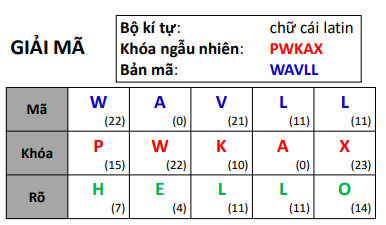 GIẢI MÃ
Bộ kí tự: chữ cái latin
Khóa ngẫu nhiên: PWKAX
Bản mã: WAVLL
Mã W (22) A (0) V (21) L (11) L (11)
Khóa P (15) W (22) K (10) A (0) X (23)
Rõ H (7) E (4) L (11) L (11) O (14)